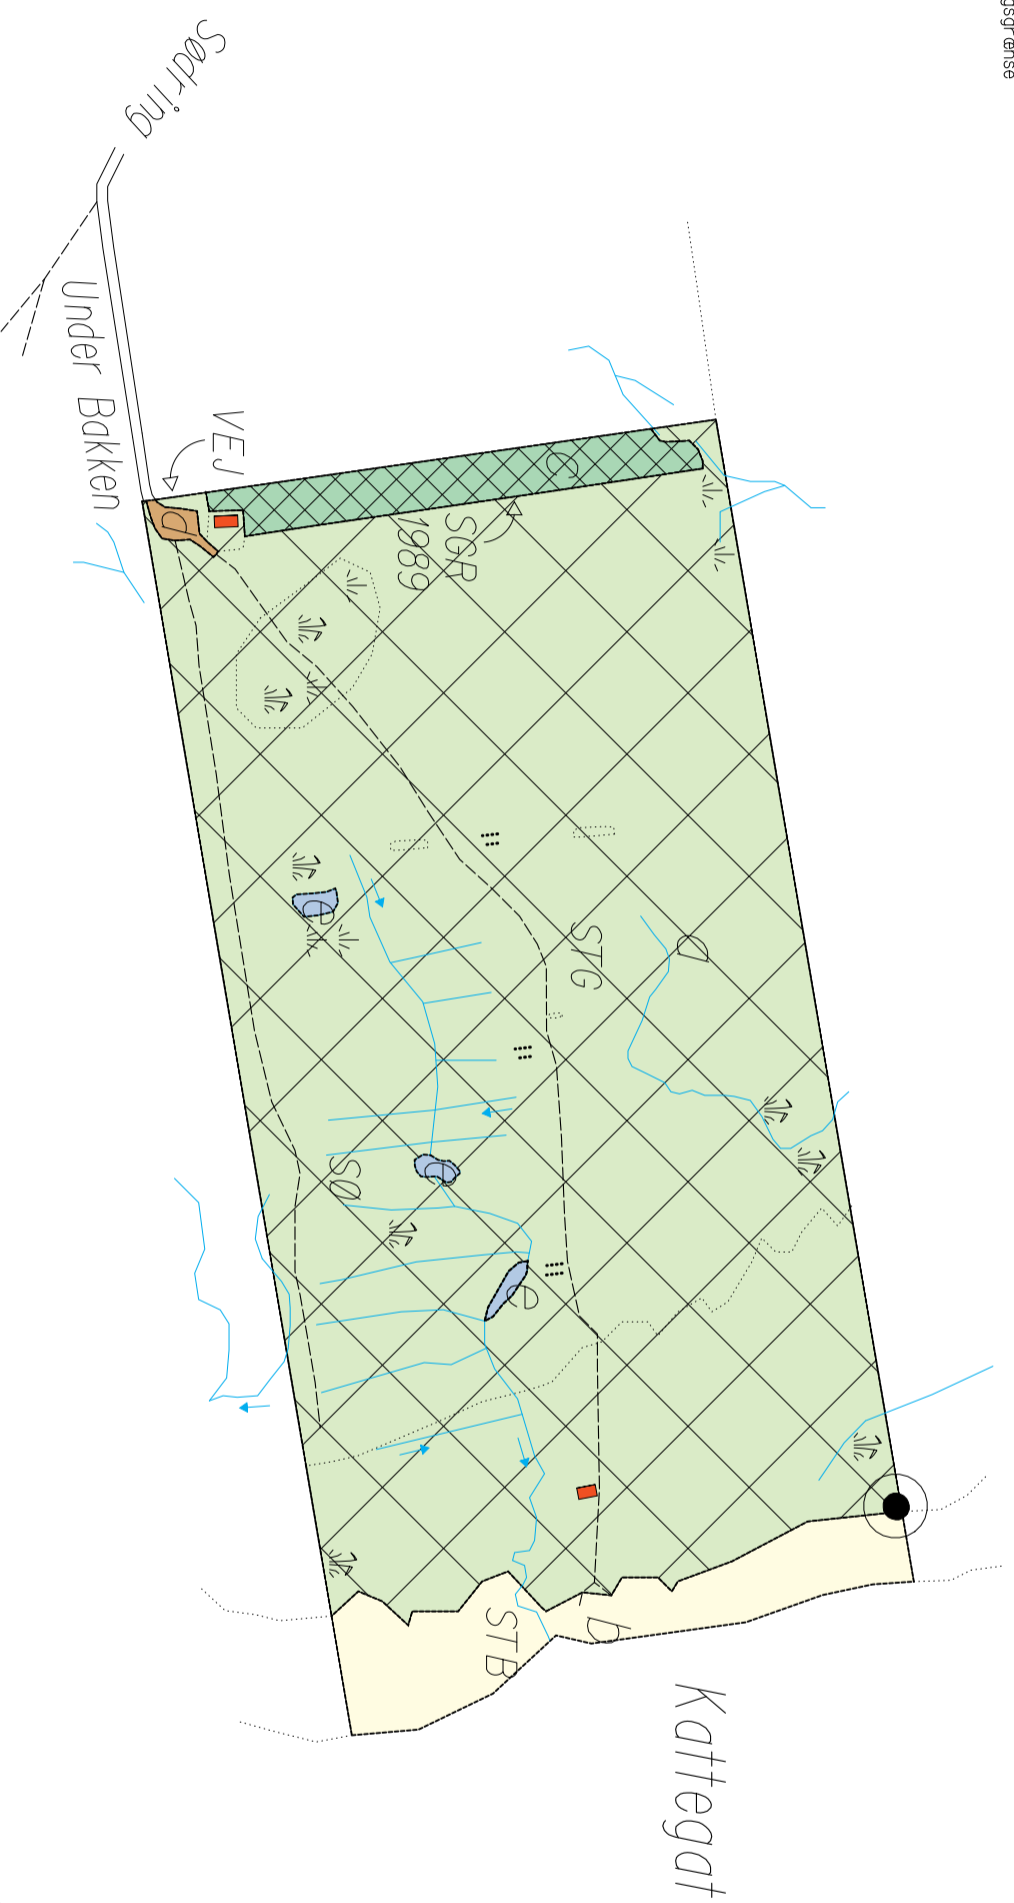 gsgrænse
Sødring
Under Bakken
VEJ
c
SGR
1989
d
e
STG
a
SØ
e
e
b
STB
Kattegat